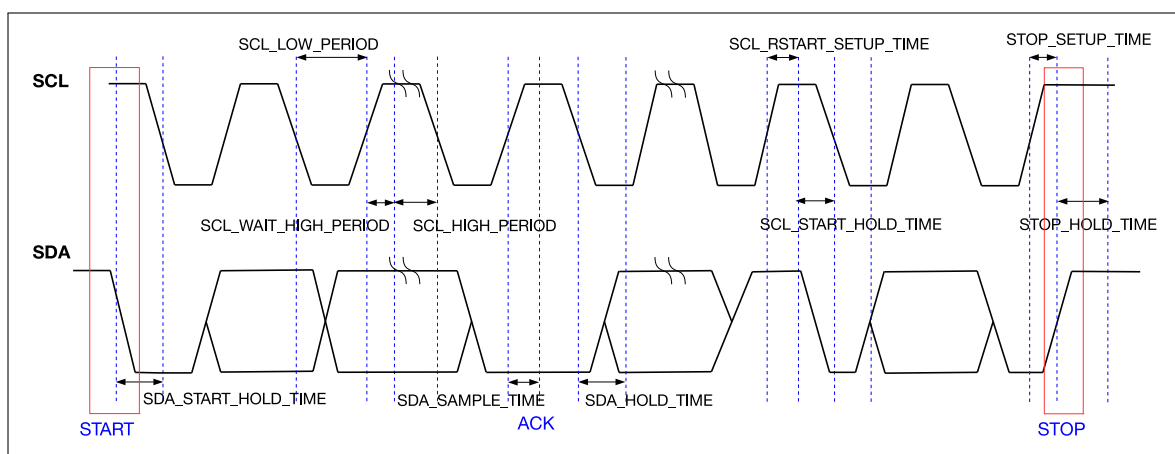 SCL_LOW_PERIOD
SCL_RSTART_SETUP_TIME
STOP_SETUP_TIME
SCL
SCL_WAIT_HIGH_PERIOD
SCL_HIGH_PERIOD
SCL_START_HOLD_TIME
STOP_HOLD_TIME
SDA
SDA_START_HOLD_TIME
SDA_SAMPLE_TIME
SDA_HOLD_TIME
START
ACK
STOP